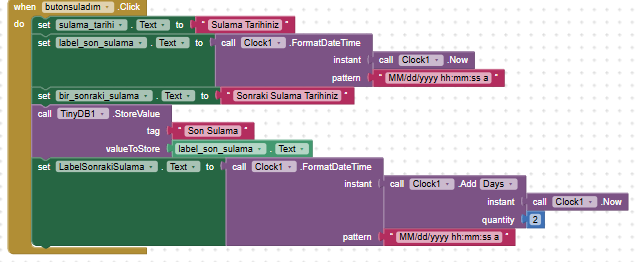 when butonsuladım .Click
do set sulama_tarihi . Text to " Sulama Tarihiniz "
set label_son_sulama . Text to call Clock1 .FormatDateTime
instant call Clock1 .Now
pattern " MM/dd/yyyy hh:mm:ss a "
set bir_sonraki_sulama . Text to " Sonraki Sulama Tarihiniz "
call TinyDB1 .StoreValue
tag " Son Sulama "
valueToStore label_son_sulama . Text
set LabelSonrakiSulama . Text to call Clock1 .FormatDateTime
instant call Clock1 .Add Days
instant call Clock1 .Now
quantity 2
pattern " MM/dd/yyyy hh:mm:ss a "